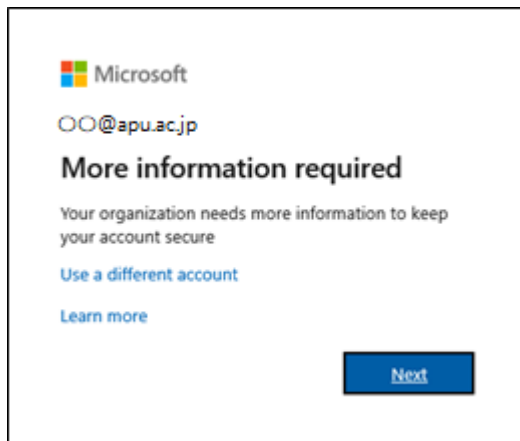 Microsoft
〇〇@apu.ac.jp
More information required
Your organization needs more information to keep
your account secure
Use a different account
Learn more
Next